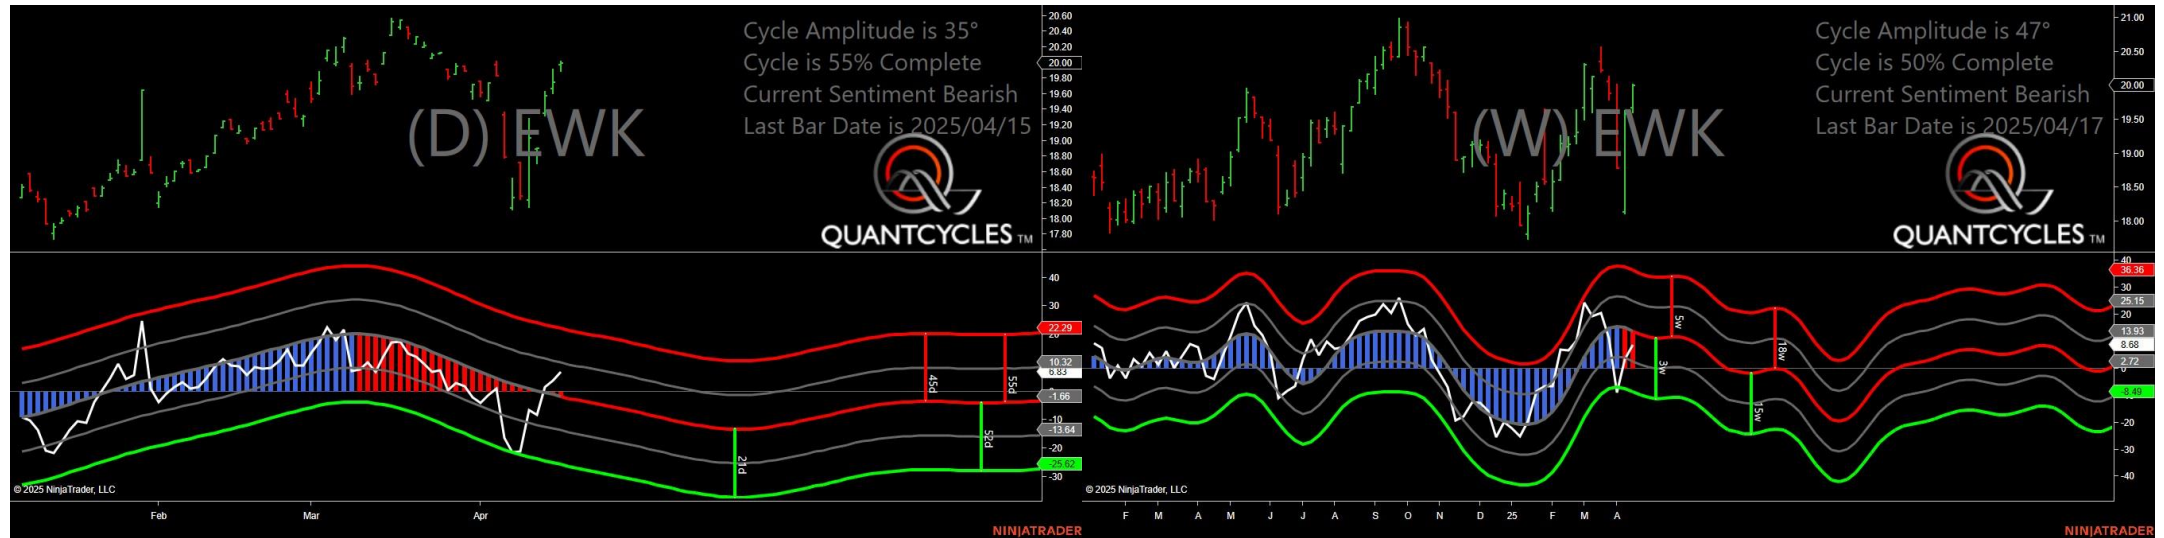 Cycle Amplitude is 35°
Cycle is 55% Complete
Current Sentiment Bearish
Last Bar Date is 2025/04/15
(D) EWK
QUANTCYCLES TM
20.60
20.40
20.20
20.00
19.80
19.60
19.40
19.20
19.00
18.80
18.60
18.40
18.20
18.00
17.80
40
30
22.29
10.32
6.83
-1.66
-10
-13.64
-20
-25.62
-30
45d
55d
52d
21d
© 2025 NinjaTrader, LLC
Feb Mar Apr
NINJATRADER
Cycle Amplitude is 47°
Cycle is 50% Complete
Current Sentiment Bearish
Last Bar Date is 2025/04/17
(W) EWK
QUANTCYCLES TM
21.00
20.50
20.00
19.50
19.00
18.50
18.00
40
36.36
30
25.15
20
13.93
8.68
2.72
-8.49
-20
-30
-40
5w
3w
18w
15w
© 2025 NinjaTrader, LLC
F M A M J J A S O N D 25 F M A
NINJATRADER